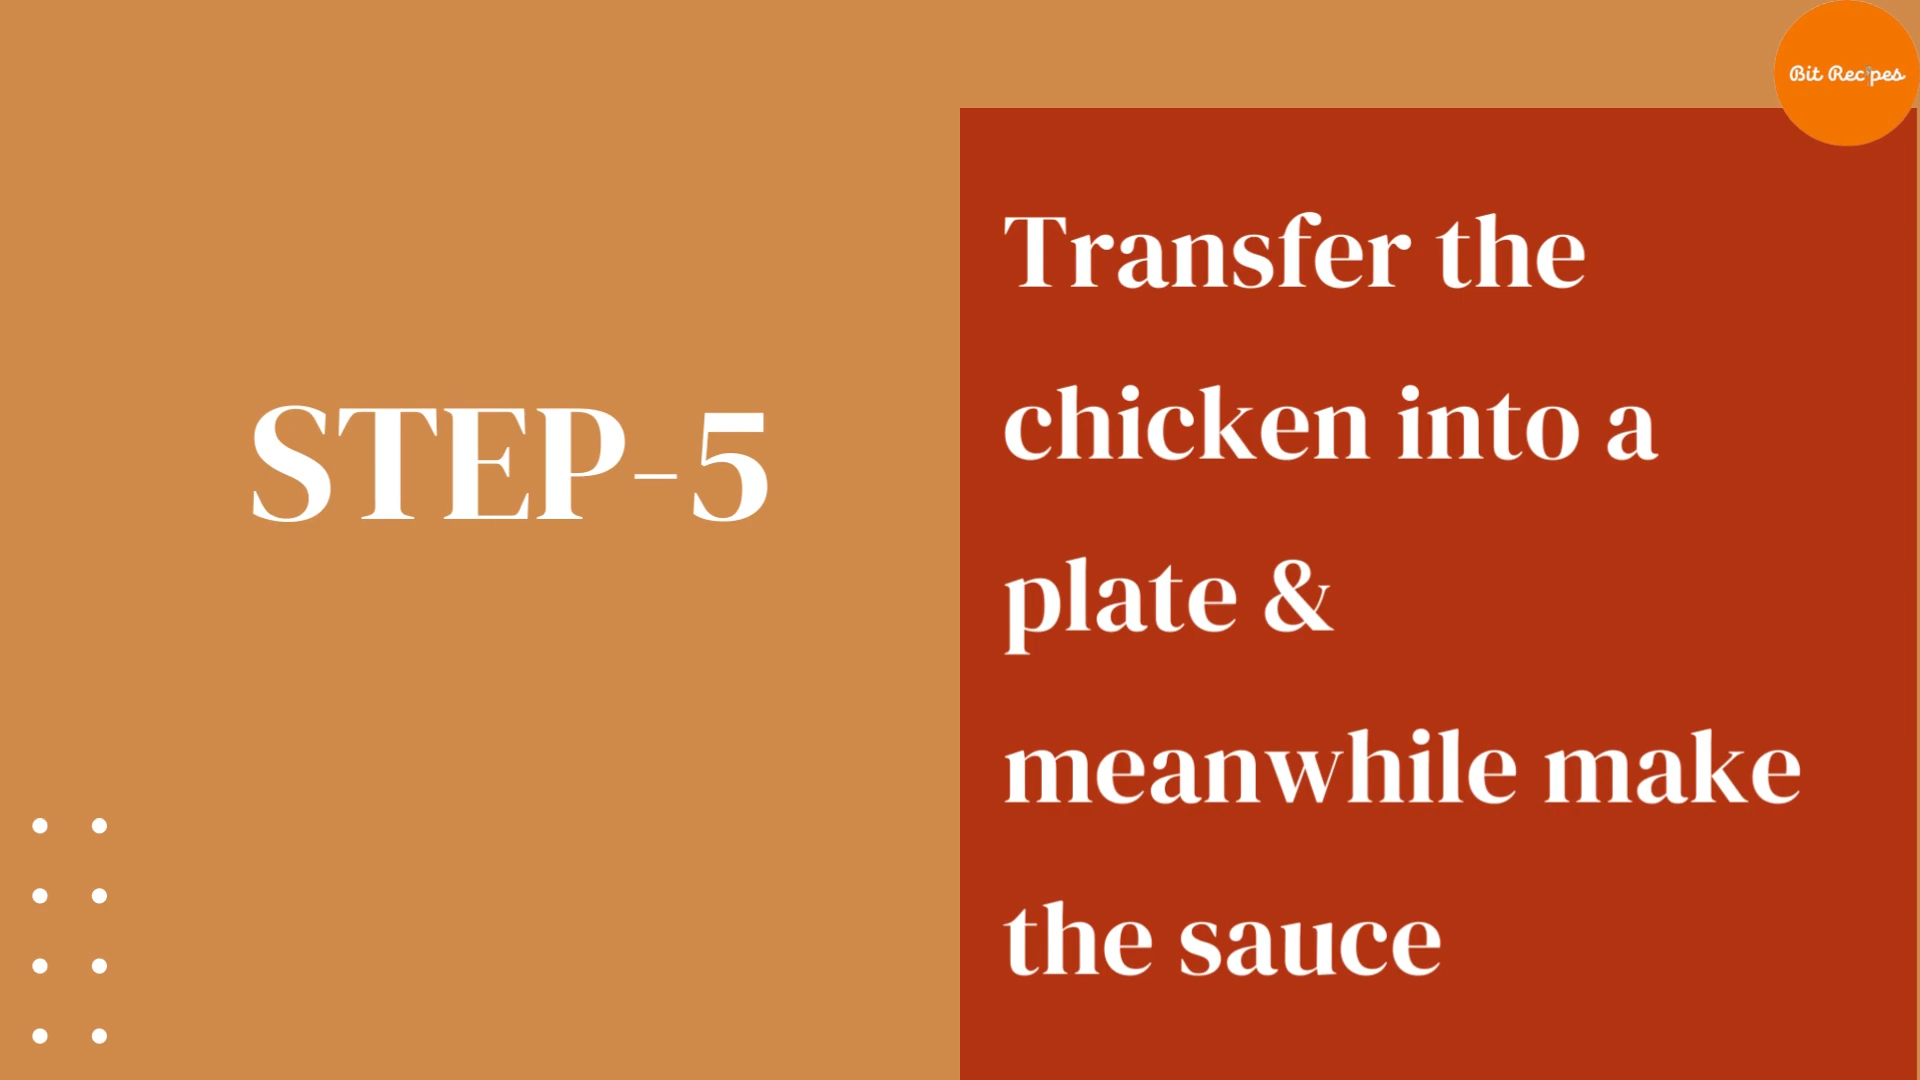 Bit Recipes
STEP-5
Transfer the
chicken into a
plate &
meanwhile make
the sauce